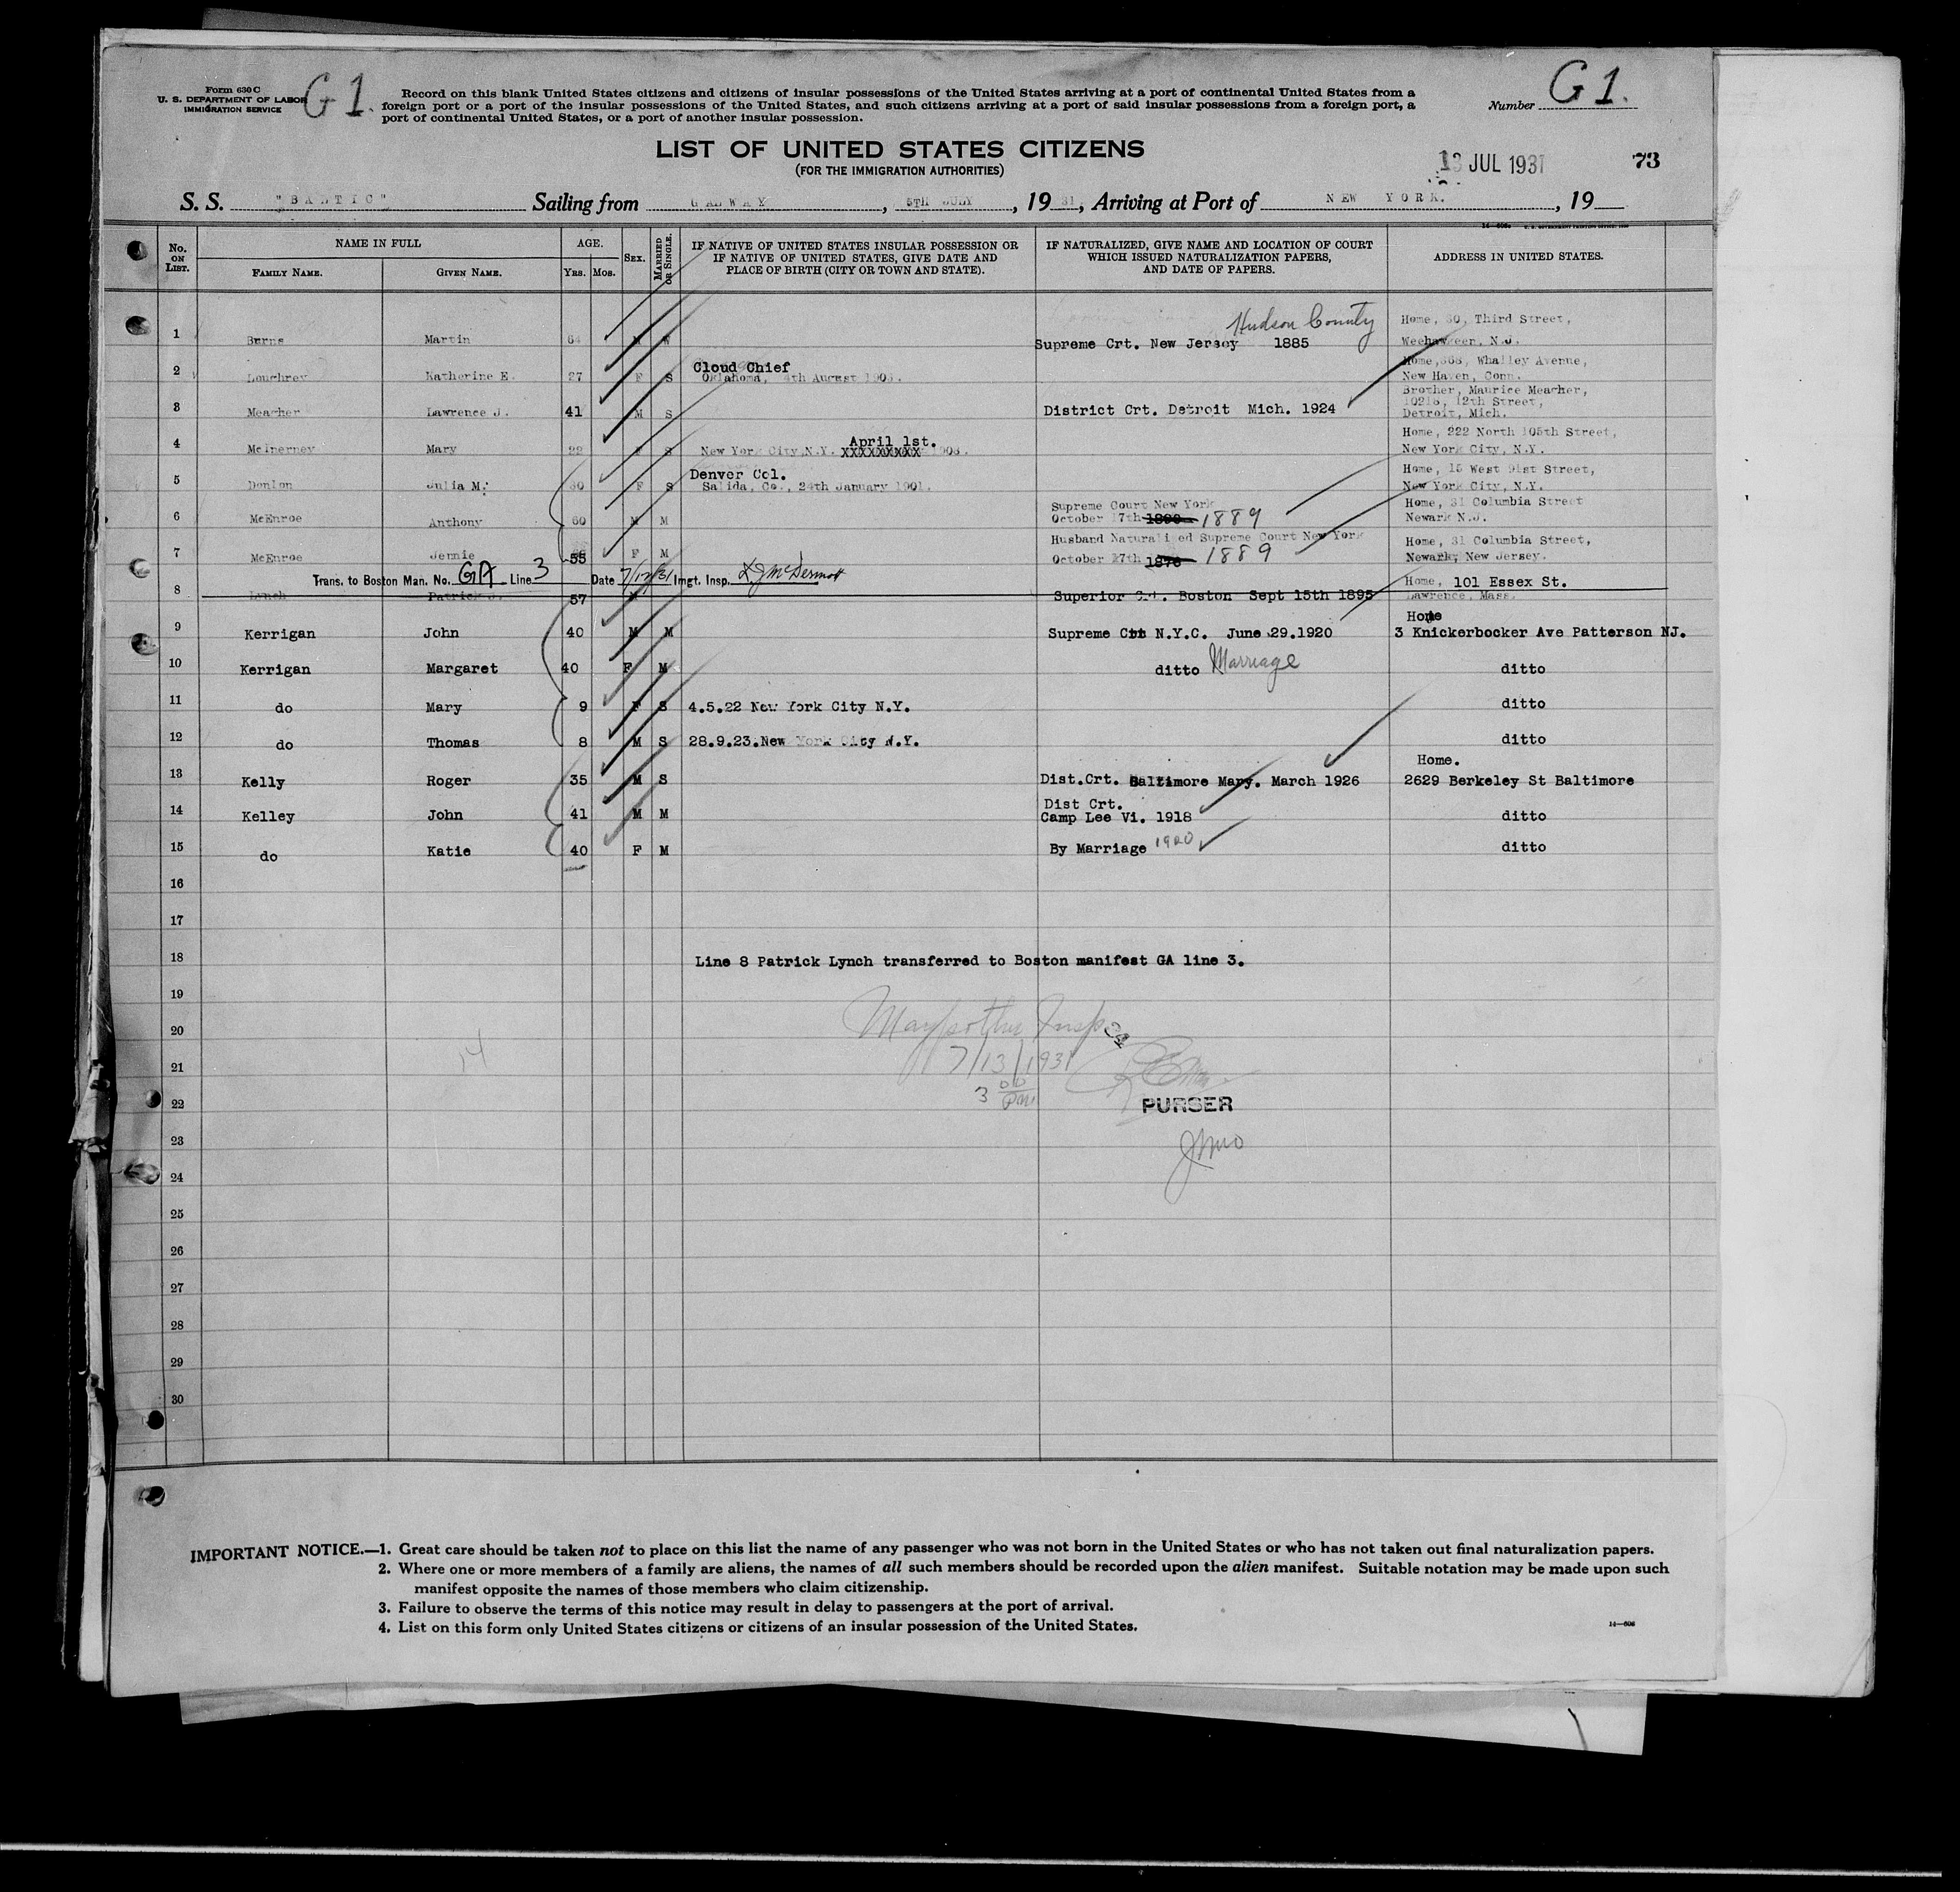 Form 630 C
U. S. DEPARTMENT OF LABOR
IMMIGRATION SERVICE
G 1.
Record on this blank United States citizens and citizens of insular possessions of the United States arriving at a port of continental United States from a
foreign port or a port of the insular possessions of the United States, and such citizens arriving at a port of said insular possessions from a foreign port, a
port of continental United States, or a port of another insular possession.
Number G 1.
LIST OF UNITED STATES CITIZENS
(FOR THE IMMIGRATION AUTHORITIES)
13 JUL 1931
73
S. S. "BALTIC" Sailing from GALWAY, 5TH JULY, 1931, Arriving at Port of NEW YORK., 19
No. ON LIST.
NAME IN FULL
FAMILY NAME.
GIVEN NAME.
AGE.
YRS. MOS.
SEX.
MARRIED OR SINGLE.
IF NATIVE OF UNITED STATES INSULAR POSSESSION OR
IF NATIVE OF UNITED STATES, GIVE DATE AND
PLACE OF BIRTH (CITY OR TOWN AND STATE).
IF NATURALIZED, GIVE NAME AND LOCATION OF COURT
WHICH ISSUED NATURALIZATION PAPERS,
AND DATE OF PAPERS.
ADDRESS IN UNITED STATES.
Hudson County
Home, 30, Third Street,
1 Burns Martin 64 M W Supreme Crt. New Jersey 1885 Weehawken, N.J.
Cloud Chief
Home, 368, Whalley Avenue,
2 Loughrey Katherine E. 27 F S Oklahoma, 4th August 1903. New Haven, Conn.
Brother, Maurice Meagher,
3 Meagher Lawrence J. 41 M S District Crt. Detroit Mich. 1924 10216, 12th Street,
Detroit, Mich.
April 1st.
Home, 222 North 105th Street,
4 McInerney Mary 22 F S New York City, N.Y. XXXXXXXXX 1908. New York City, N.Y.
Denver Col.
Home, 15 West 91st Street,
5 Donlon Julia M. 30 F S Salida, Co., 24th January 1901. New York City, N.Y.
Supreme Court New York
Home, 31 Columbia Street
6 McEnroe Anthony 60 M M October 17th 1889 Newark N.J.
Husband Naturalized Supreme Court New York
Home, 31 Columbia Street,
7 McEnroe Jennie 55 F M October 17th 1876 1889 Newark, New Jersey.
Trans. to Boston Man. No. GA Line 3 Date 7/12/31 Imgt. Insp. McDermott
Home, 101 Essex St.
8 Lynch Patrick J. 57 M Superior Crt. Boston Sept 15th 1895 Lawrence, Mass.
Home
9 Kerrigan John 40 M M Supreme Crt N.Y.C. June 29.1920 3 Knickerbocker Ave Patterson NJ.
10 Kerrigan Margaret 40 F M ditto Marriage ditto
11 do Mary 9 F S 4.5.22 New York City N.Y. ditto
12 do Thomas 8 M S 28.9.23.New York City N.Y. ditto
Home.
13 Kelly Roger 35 M S Dist.Crt. Baltimore Mary. March 1926 2629 Berkeley St Baltimore
Dist Crt.
14 Kelley John 41 M M Camp Lee Vi. 1918 ditto
15 do Katie 40 F M By Marriage 1920 ditto
16
17
18 Line 8 Patrick Lynch transferred to Boston manifest GA line 3.
19
20 Insp
21 7/13/1931
14
3 00 pm
22 PURSER
23
24
25
26
27
28
29
30
IMPORTANT NOTICE.—1. Great care should be taken not to place on this list the name of any passenger who was not born in the United States or who has not taken out final naturalization papers.
2. Where one or more members of a family are aliens, the names of all such members should be recorded upon the alien manifest. Suitable notation may be made upon such
manifest opposite the names of those members who claim citizenship.
3. Failure to observe the terms of this notice may result in delay to passengers at the port of arrival.
4. List on this form only United States citizens or citizens of an insular possession of the United States.
14—606